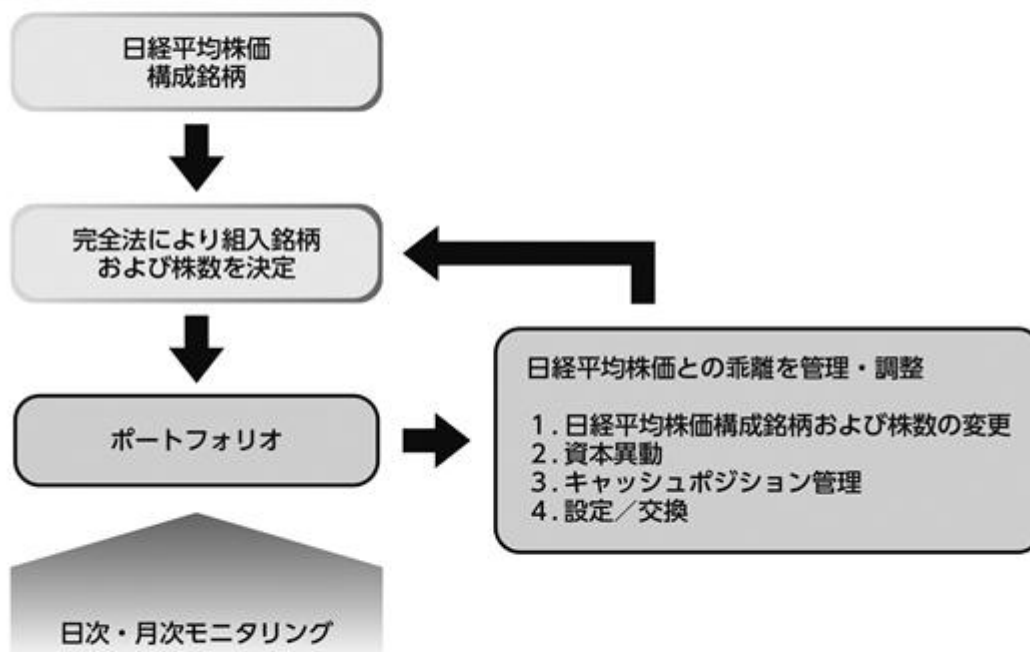 日経平均株価
構成銘柄
完全法により組入銘柄
および株数を決定
ポートフォリオ
日経平均株価との乖離を管理・調整
1．日経平均株価構成銘柄および株数の変更
2．資本異動
3．キャッシュポジション管理
4．設定／交換
日次・月次モニタリング